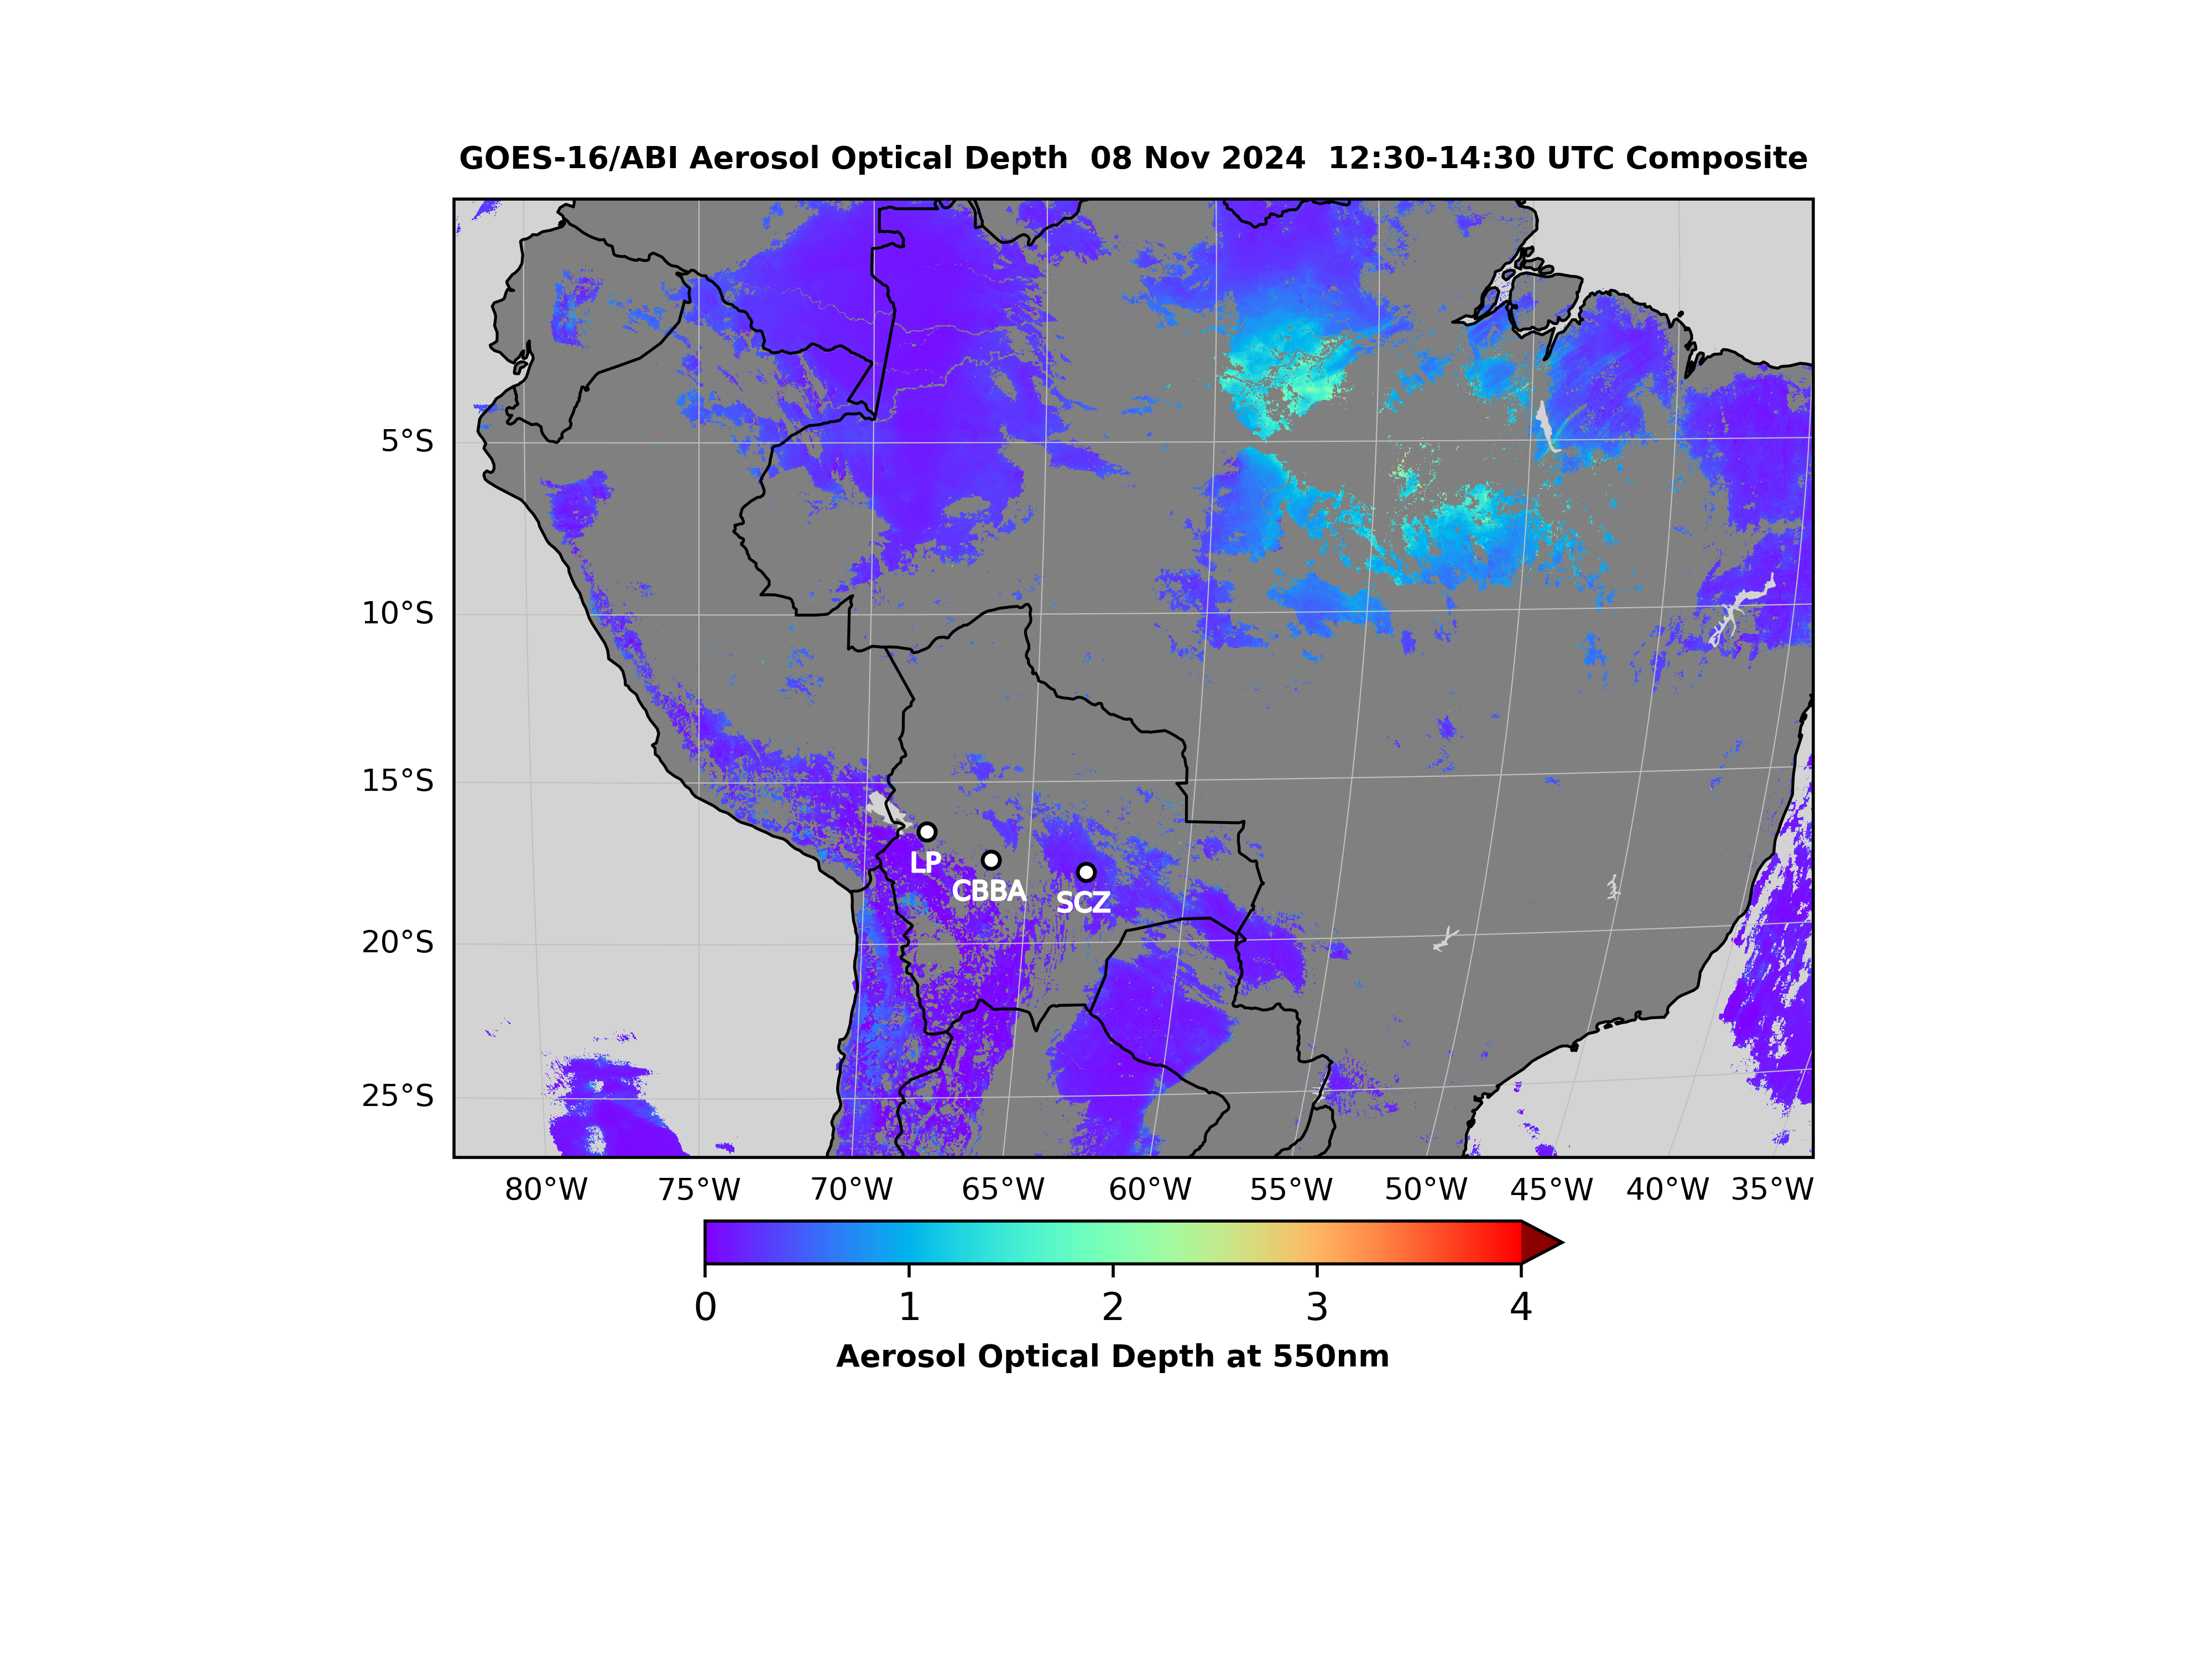 GOES-16/ABI Aerosol Optical Depth  08 Nov 2024  12:30-14:30 UTC Composite
5°S
10°S
15°S
LP
CBBA
SCZ
20°S
25°S
80°W 75°W 70°W 65°W 60°W 55°W 50°W 45°W 40°W 35°W
0 1 2 3 4
Aerosol Optical Depth at 550nm